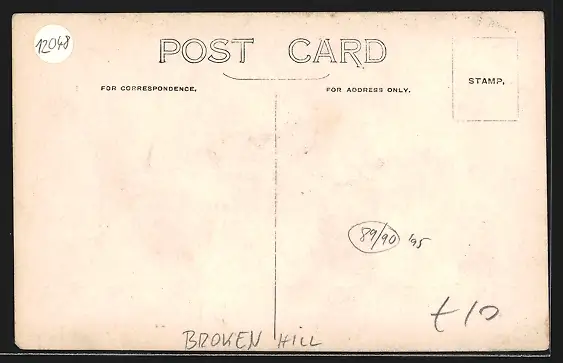 12048
POST CARD
FOR CORRESPONDENCE.
FOR ADDRESS ONLY.
STAMP.
89/90 '95
£10
BROKEN HILL